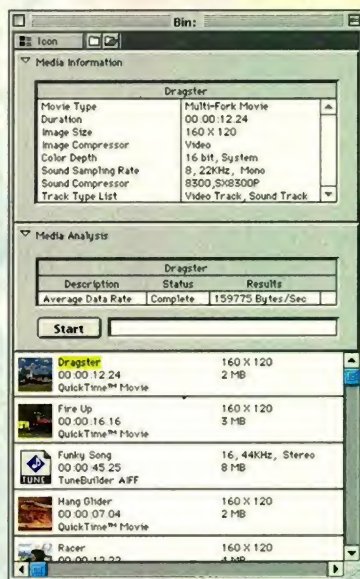 Bin:
Icon
Media Information
Dragster
Movie Type Multi-Fork Movie
Duration 00:00:12.24
Image Size 160 X 120
Image Compressor Video
Color Depth 16 bit, System
Sound Sampling Rate 8, 22KHz, Mono
Sound Compressor 8300,SX8300P
Track Type List Video Track, Sound Track
Media Analysis
Dragster
Description Status Results
Average Data Rate Complete 159775 Bytes/Sec
Start
Dragster 160 X 120
00:00:12.24 2 MB
QuickTime™ Movie
Fire Up 160 X 120
00:00:16.16 3 MB
QuickTime™ Movie
Funky Song 16, 44KHz, Stereo
00:00:45.25 8 MB
TUNE TuneBuilder AIFF
Hang Glider 160 X 120
00:00:07.04 2 MB
QuickTime™ Movie
Racer 160 X 120